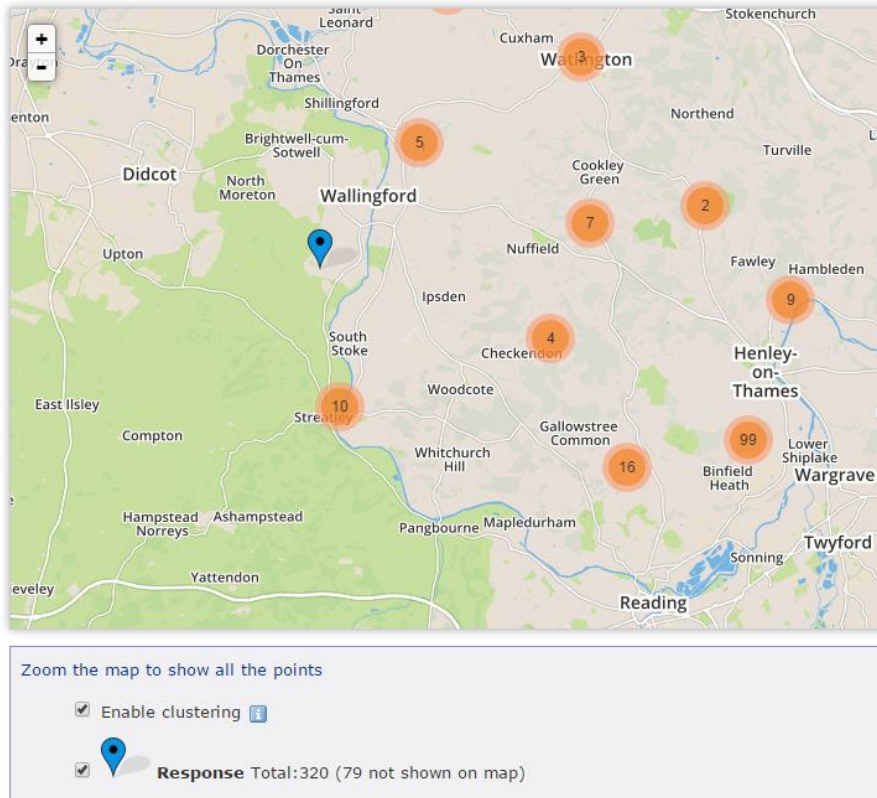 Saint
Leonard
Stokenchurch
+
-
Cuxham
3
Watlington
Dorchester
On
Thames
Drayton
Shillingford
Northend
enton
Brightwell-cum-
Sotwell
5
Turville
Didcot
Cookley
Green
North
Moreton
Wallingford
2
7
Upton
Nuffield
Fawley
Hambleden
Ipsden
9
South
Stoke
4
Checkendon
Henley-
on-
Thames
Woodcote
East Ilsley
10
Streatley
Gallowstree
Common
Compton
99
Lower
Shiplake
Whitchurch
Hill
16
Binfield
Heath
Wargrave
Hampstead
Norreys
Ashampstead
Pangbourne
Mapledurham
Twyford
Sonning
Yattendon
eveley
Reading
Zoom the map to show all the points
Enable clustering i
Response Total:320 (79 not shown on map)